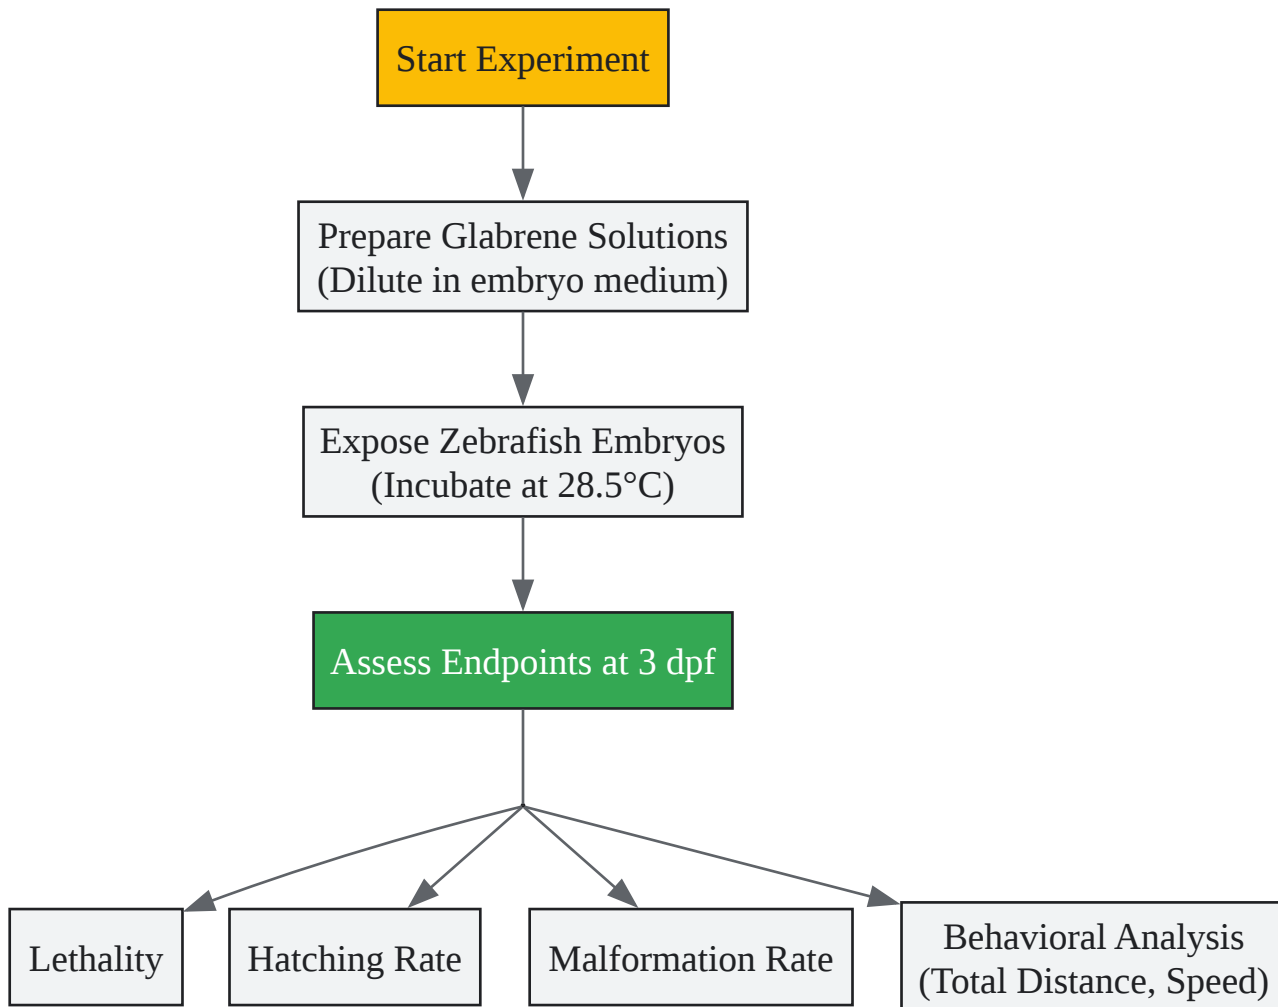 Start Experiment
Prepare Glabrene Solutions
(Dilute in embryo medium)
Expose Zebrafish Embryos
(Incubate at 28.5°C)
Assess Endpoints at 3 dpf
Lethality
Hatching Rate
Malformation Rate
Behavioral Analysis
(Total Distance, Speed)